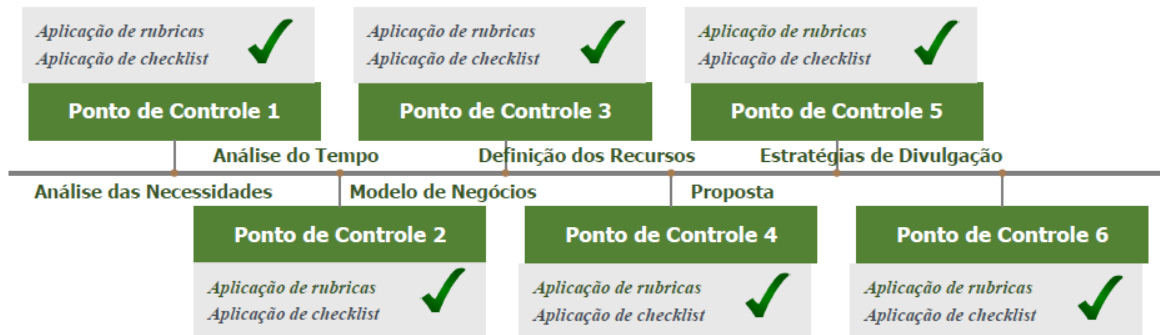 Aplicação de rubricas
Aplicação de checklist
Ponto de Controle 1
Aplicação de rubricas
Aplicação de checklist
Ponto de Controle 3
Aplicação de rubricas
Aplicação de checklist
Ponto de Controle 5
Análise do Tempo
Definição dos Recursos
Estratégias de Divulgação
Análise das Necessidades
Modelo de Negócios
Proposta
Ponto de Controle 2
Aplicação de rubricas
Aplicação de checklist
Ponto de Controle 4
Aplicação de rubricas
Aplicação de checklist
Ponto de Controle 6
Aplicação de rubricas
Aplicação de checklist